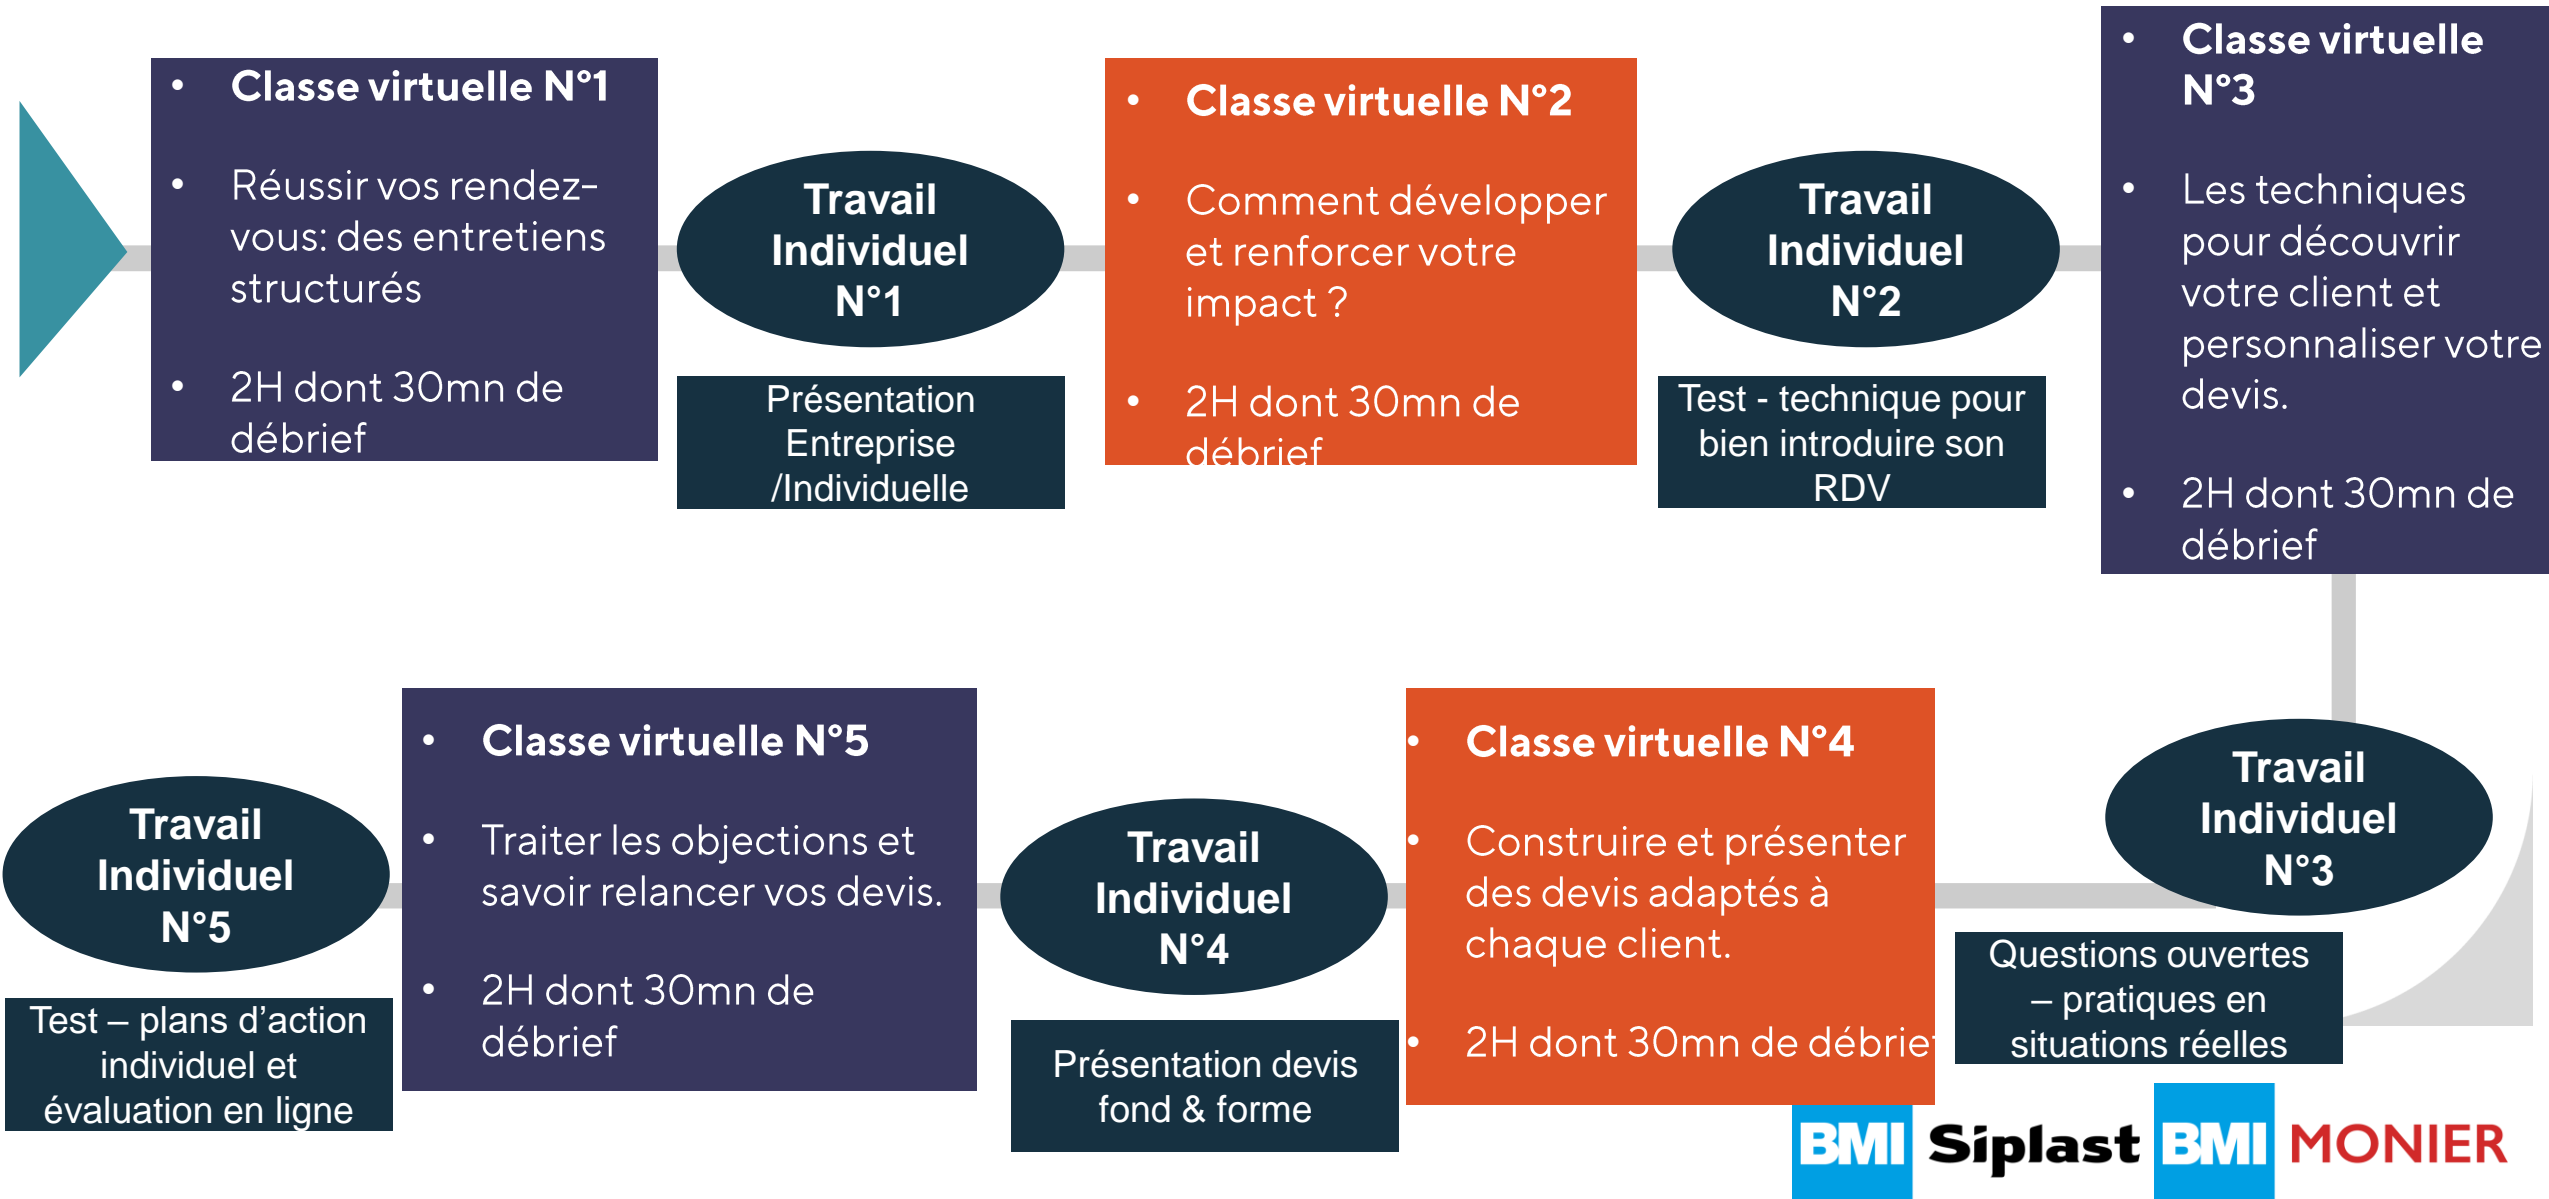 • Classe virtuelle N°1
• Réussir vos rendez-
vous: des entretiens
structurés
• 2H dont 30mn de
débrief
Travail
Individuel
N°1
Présentation
Entreprise
/Individuelle
• Classe virtuelle N°2
• Comment développer
et renforcer votre
impact ?
• 2H dont 30mn de
débrief
Travail
Individuel
N°2
Test - technique pour
bien introduire son
RDV
• Classe virtuelle
N°3
• Les techniques
pour découvrir
votre client et
personnaliser votre
devis.
• 2H dont 30mn de
débrief
Travail
Individuel
N°3
Questions ouvertes
– pratiques en
situations réelles
• Classe virtuelle N°4
• Construire et présenter
des devis adaptés à
chaque client.
• 2H dont 30mn de débrief
Travail
Individuel
N°4
Présentation devis
fond & forme
• Classe virtuelle N°5
• Traiter les objections et
savoir relancer vos devis.
• 2H dont 30mn de
débrief
Travail
Individuel
N°5
Test – plans d’action
individuel et
évaluation en ligne
BMI Siplast BMI MONIER